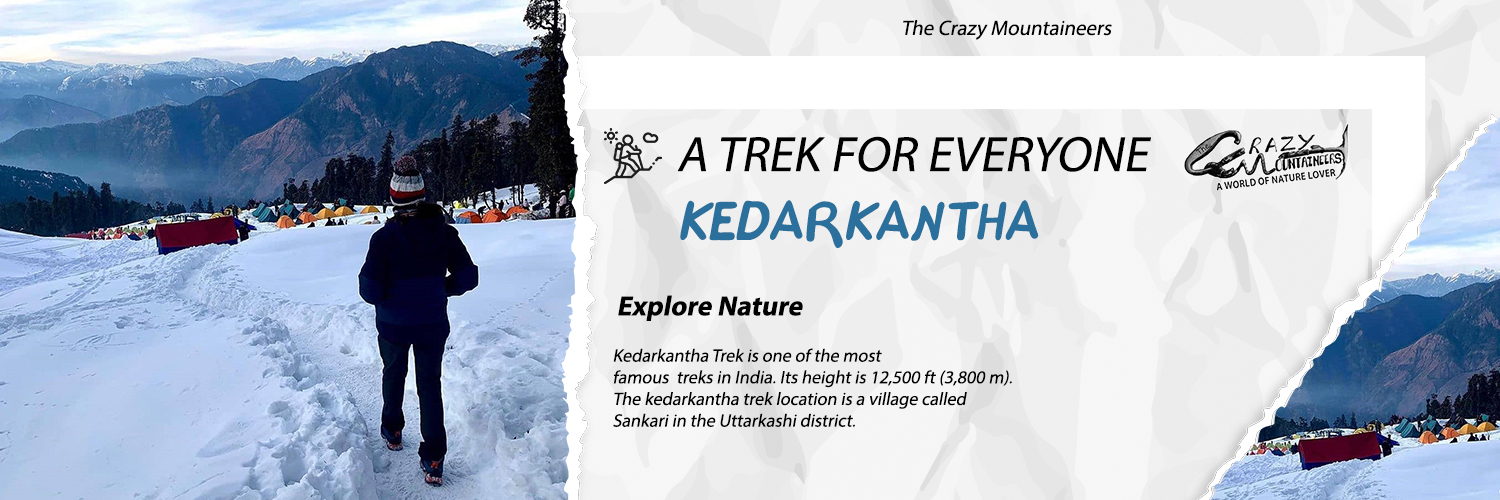 The Crazy Mountaineers
A TREK FOR EVERYONE
The CRAZY
MOUNTAINEERS
A WORLD OF NATURE LOVER
KEDARKANTHA
Explore Nature
Kedarkantha Trek is one of the most
famous  treks in India. Its height is 12,500 ft (3,800 m).
The kedarkantha trek location is a village called
Sankari in the Uttarkashi district.